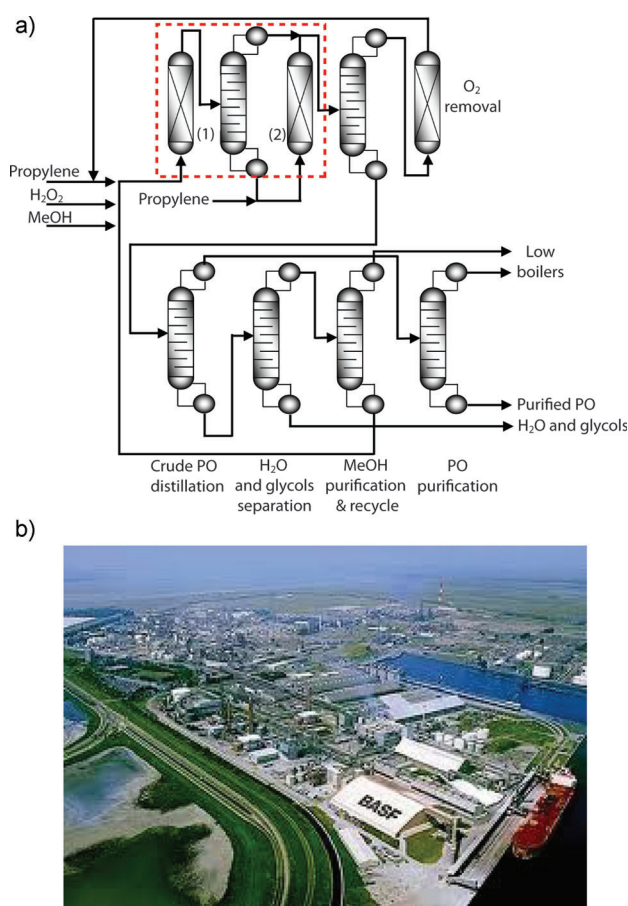 a)
(1)
(2)
O₂
removal
Propylene
H₂O₂
MeOH
Propylene
Low
boilers
Purified PO
H₂O and glycols
Crude PO
distillation
H₂O
and glycols
separation
MeOH
purification
& recycle
PO
purification
b)
BASF